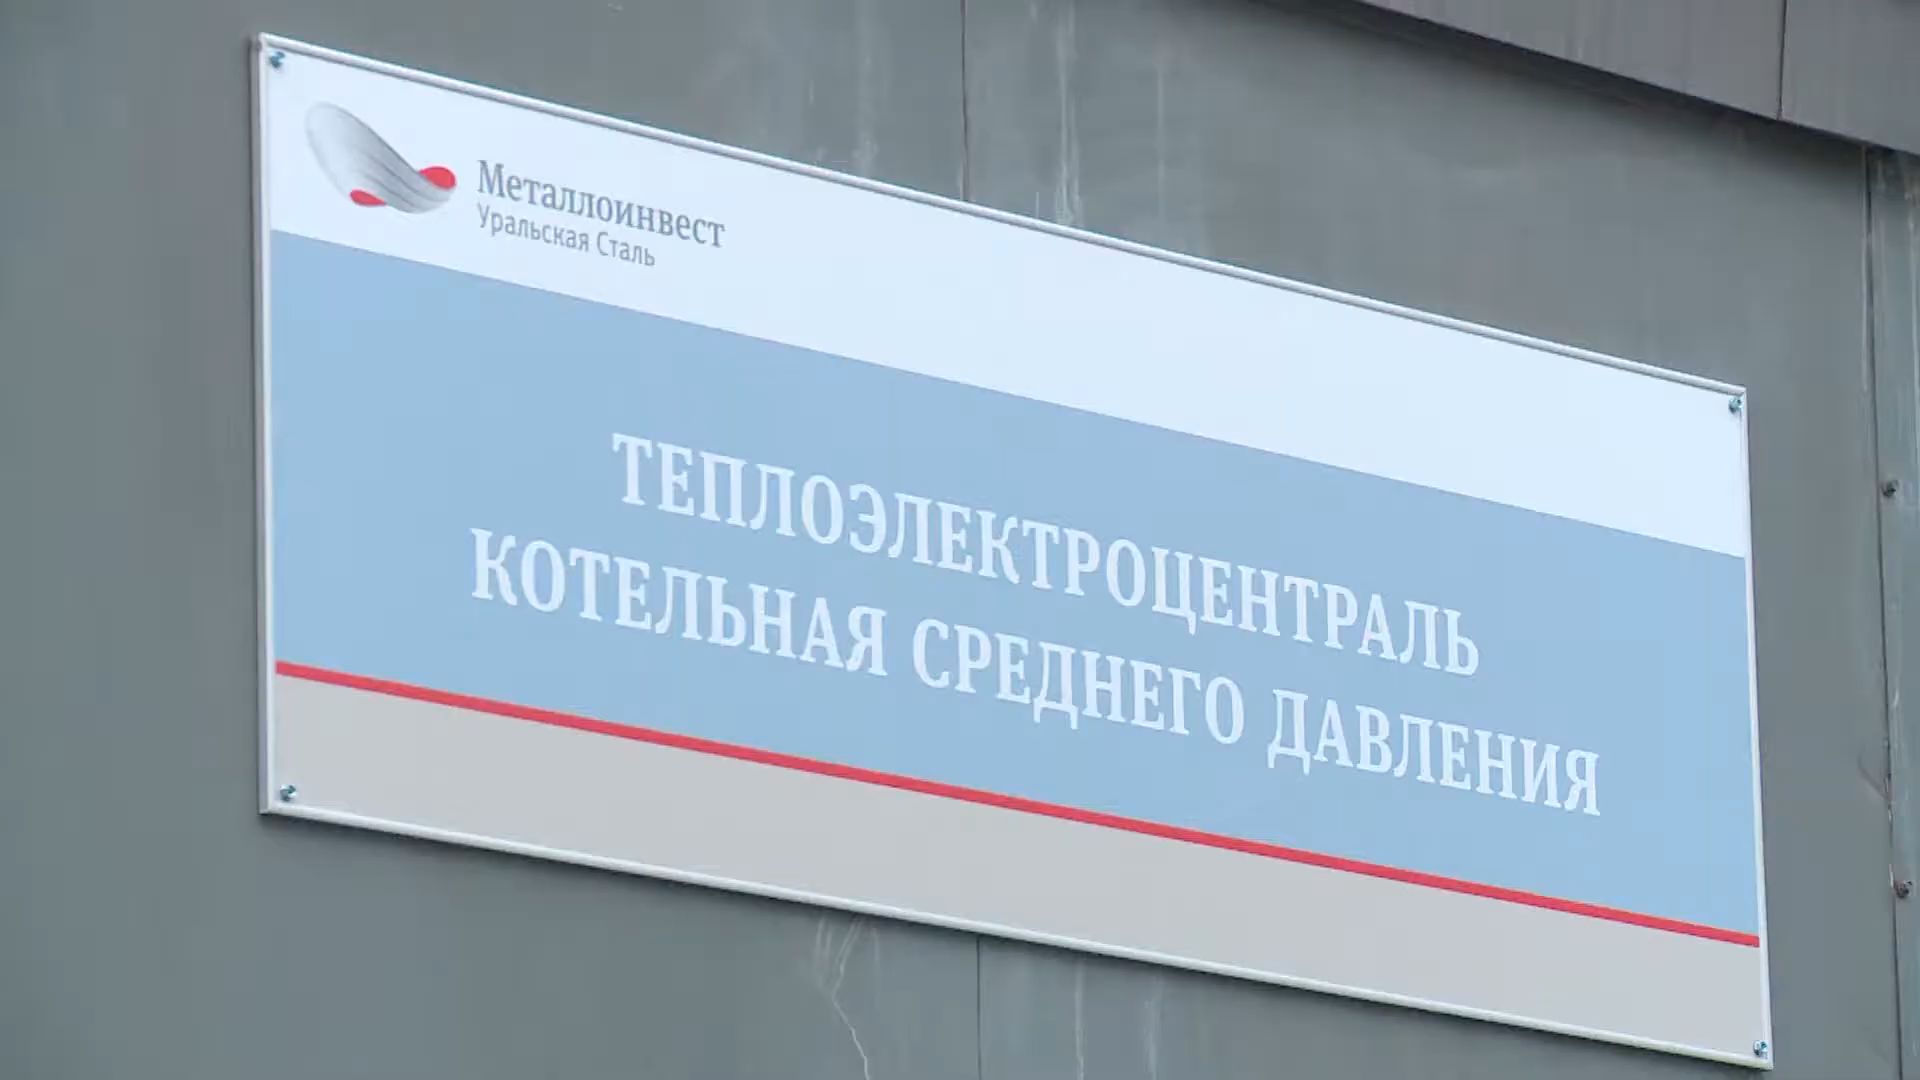 Металлоинвест
Уральская Сталь
ТЕПЛОЭЛЕКТРОЦЕНТРАЛЬ
КОТЕЛЬНАЯ СРЕДНЕГО ДАВЛЕНИЯ